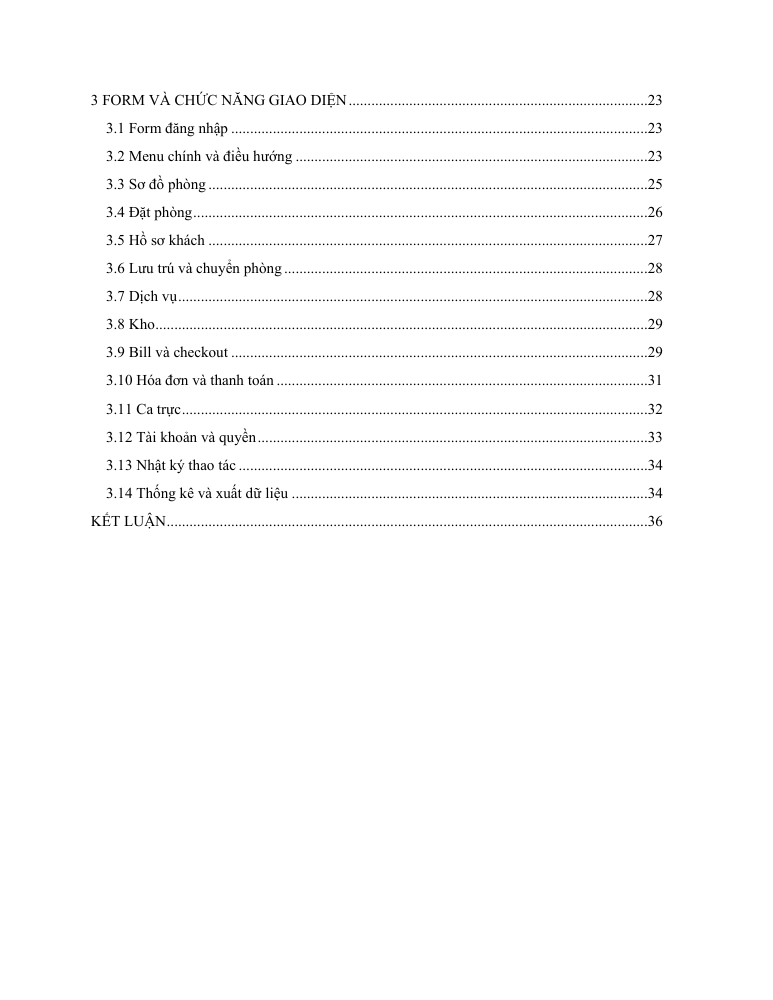 3 FORM VÀ CHỨC NĂNG GIAO DIỆN................................................................................23
3.1 Form đăng nhập ...............................................................................................................23
3.2 Menu chính và điều hướng ..............................................................................................23
3.3 Sơ đồ phòng .....................................................................................................................25
3.4 Đặt phòng.........................................................................................................................26
3.5 Hồ sơ khách .....................................................................................................................27
3.6 Lưu trú và chuyển phòng .................................................................................................28
3.7 Dịch vụ.............................................................................................................................28
3.8 Kho...................................................................................................................................29
3.9 Bill và checkout ...............................................................................................................29
3.10 Hóa đơn và thanh toán ...................................................................................................31
3.11 Ca trực............................................................................................................................32
3.12 Tài khoản và quyền........................................................................................................33
3.13 Nhật ký thao tác .............................................................................................................34
3.14 Thống kê và xuất dữ liệu ...............................................................................................34
KẾT LUẬN................................................................................................................................36